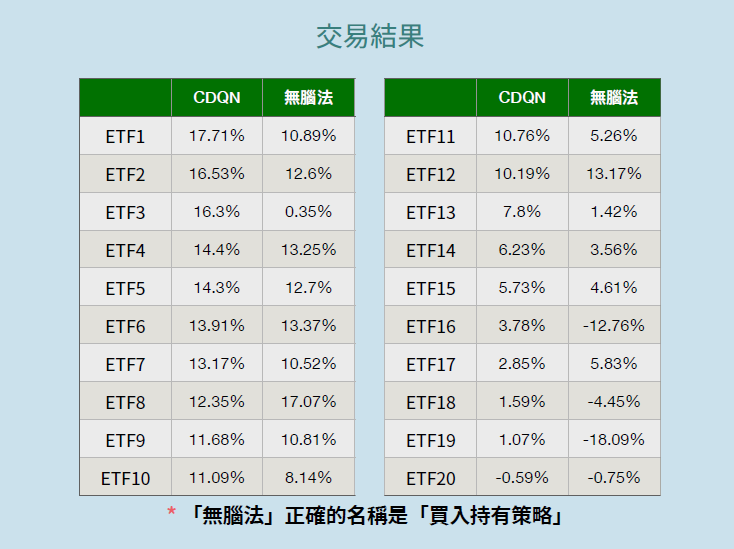 交易結果
CDQN 無腦法
ETF1 17.71% 10.89%
ETF2 16.53% 12.6%
ETF3 16.3% 0.35%
ETF4 14.4% 13.25%
ETF5 14.3% 12.7%
ETF6 13.91% 13.37%
ETF7 13.17% 10.52%
ETF8 12.35% 17.07%
ETF9 11.68% 10.81%
ETF10 11.09% 8.14%
CDQN 無腦法
ETF11 10.76% 5.26%
ETF12 10.19% 13.17%
ETF13 7.8% 1.42%
ETF14 6.23% 3.56%
ETF15 5.73% 4.61%
ETF16 3.78% -12.76%
ETF17 2.85% 5.83%
ETF18 1.59% -4.45%
ETF19 1.07% -18.09%
ETF20 -0.59% -0.75%
* 「無腦法」正確的名稱是「買入持有策略」